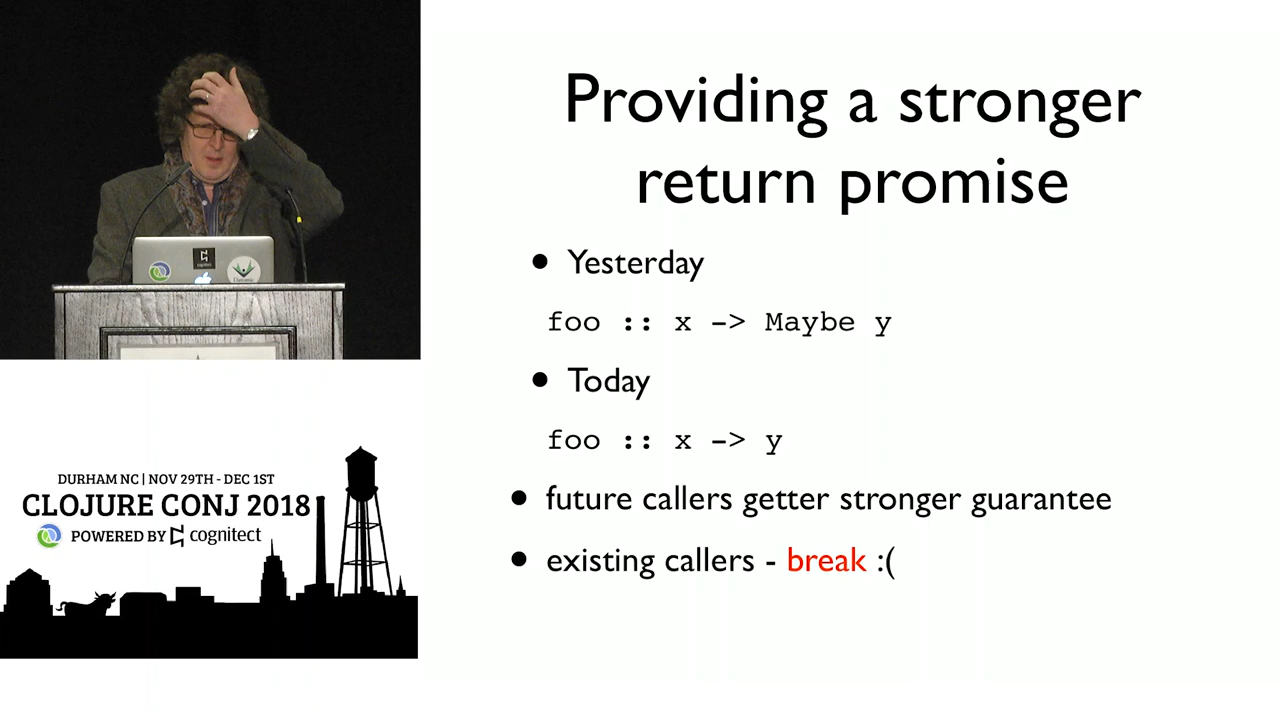 Providing a stronger
return promise
• Yesterday
foo :: x -> Maybe y
• Today
foo :: x -> y
• future callers getter stronger guarantee
• existing callers - break :(
DURHAM NC | NOV 29TH - DEC 1ST
CLOJURE CONJ 2018
POWERED BY cognitect